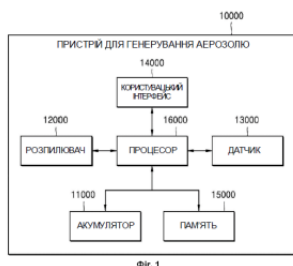 10000
ПРИСТРІЙ ДЛЯ ГЕНЕРУВАННЯ АЕРОЗОЛЮ
14000
КОРИСТУВАЦЬКИЙ
ІНТЕРФЕЙС
12000
16000
13000
РОЗПИЛЮВАЧ
ПРОЦЕСОР
ДАТЧИК
11000
15000
АКУМУЛЯТОР
ПАМ'ЯТЬ
Фіг. 1